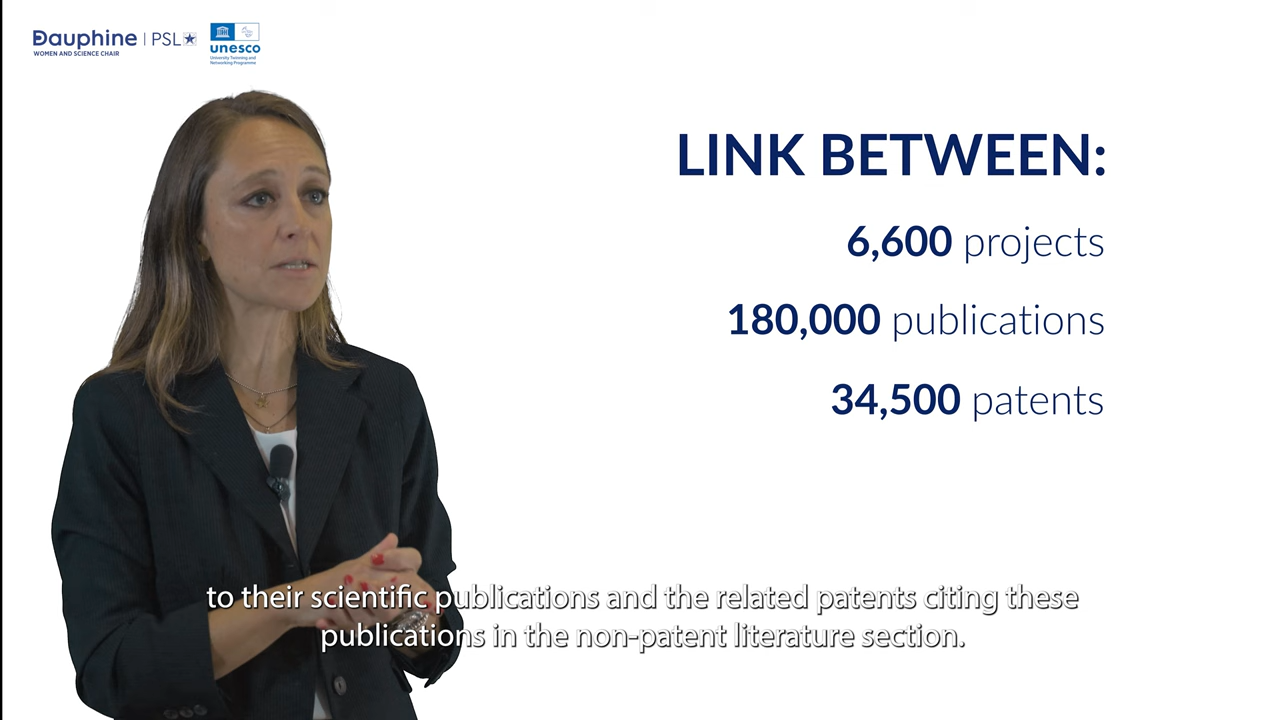 Dauphine | PSL
WOMEN AND SCIENCE CHAIR
unesco
University Twinning and
Networking Programme
LINK BETWEEN:
6,600 projects
180,000 publications
34,500 patents
to their scientific publications and the related patents citing these
publications in the non-patent literature section.